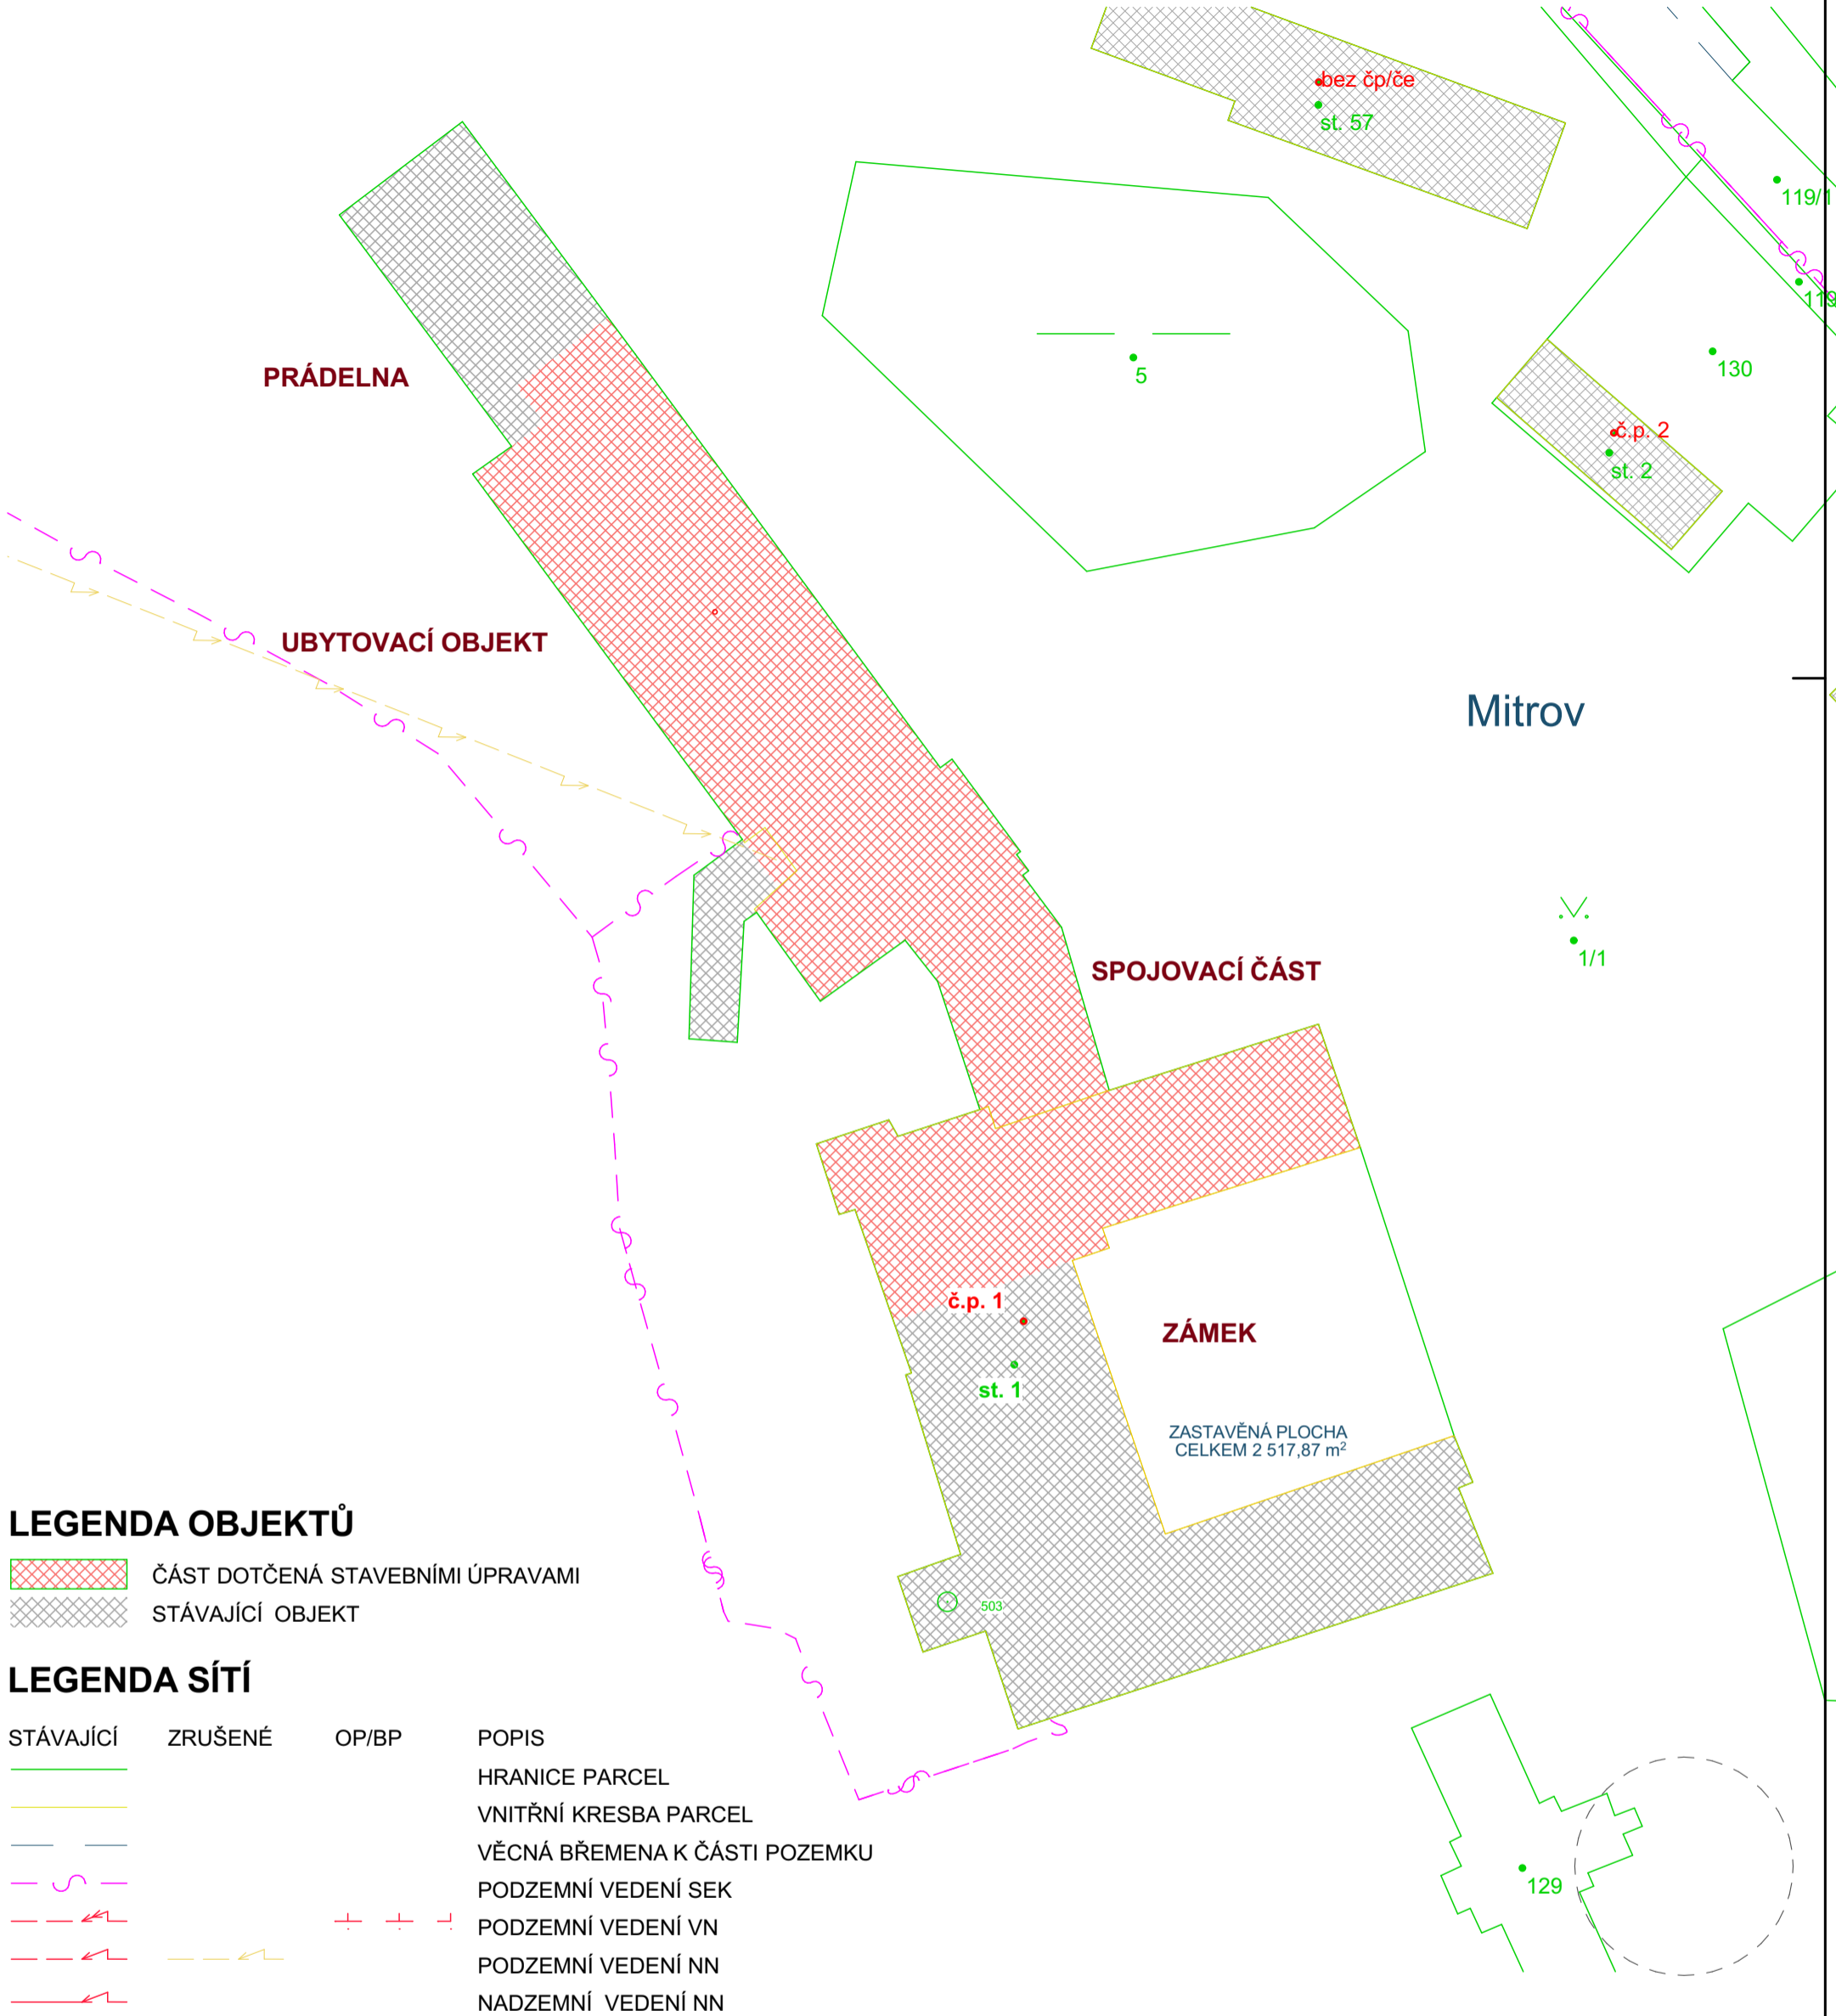 bez čp/če
st. 57
119/1
119
5
130
č.p. 2
st. 2
PRÁDELNA
UBYTOVACÍ OBJEKT
Mitrov
SPOJOVACÍ ČÁST
1/1
č.p. 1
ZÁMEK
st. 1
ZASTAVĚNÁ PLOCHA
CELKEM 2 517,87 m²
503
129
LEGENDA OBJEKTŮ
ČÁST DOTČENÁ STAVEBNÍMI ÚPRAVAMI
STÁVAJÍCÍ OBJEKT
LEGENDA SÍTÍ
STÁVAJÍCÍ ZRUŠENÉ OP/BP POPIS
HRANICE PARCEL
VNITŘNÍ KRESBA PARCEL
VĚCNÁ BŘEMENA K ČÁSTI POZEMKU
PODZEMNÍ VEDENÍ SEK
PODZEMNÍ VEDENÍ VN
PODZEMNÍ VEDENÍ NN
NADZEMNÍ VEDENÍ NN